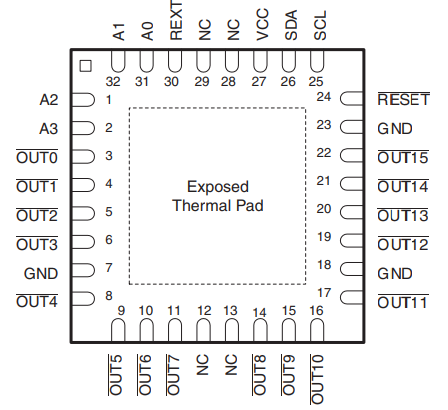 A1 A0 REXT NC NC VCC SDA SCL
32 31 30 29 28 27 26 25
A2 1
A3 2
OUT0 3
OUT1 4
OUT2 5
OUT3 6
GND 7
OUT4 8
Exposed
Thermal Pad
24 RESET
23 GND
22 OUT15
21 OUT14
20 OUT13
19 OUT12
18 GND
17 OUT11
9 10 11 12 13 14 15 16
OUT5 OUT6 OUT7 NC NC OUT8 OUT9 OUT10